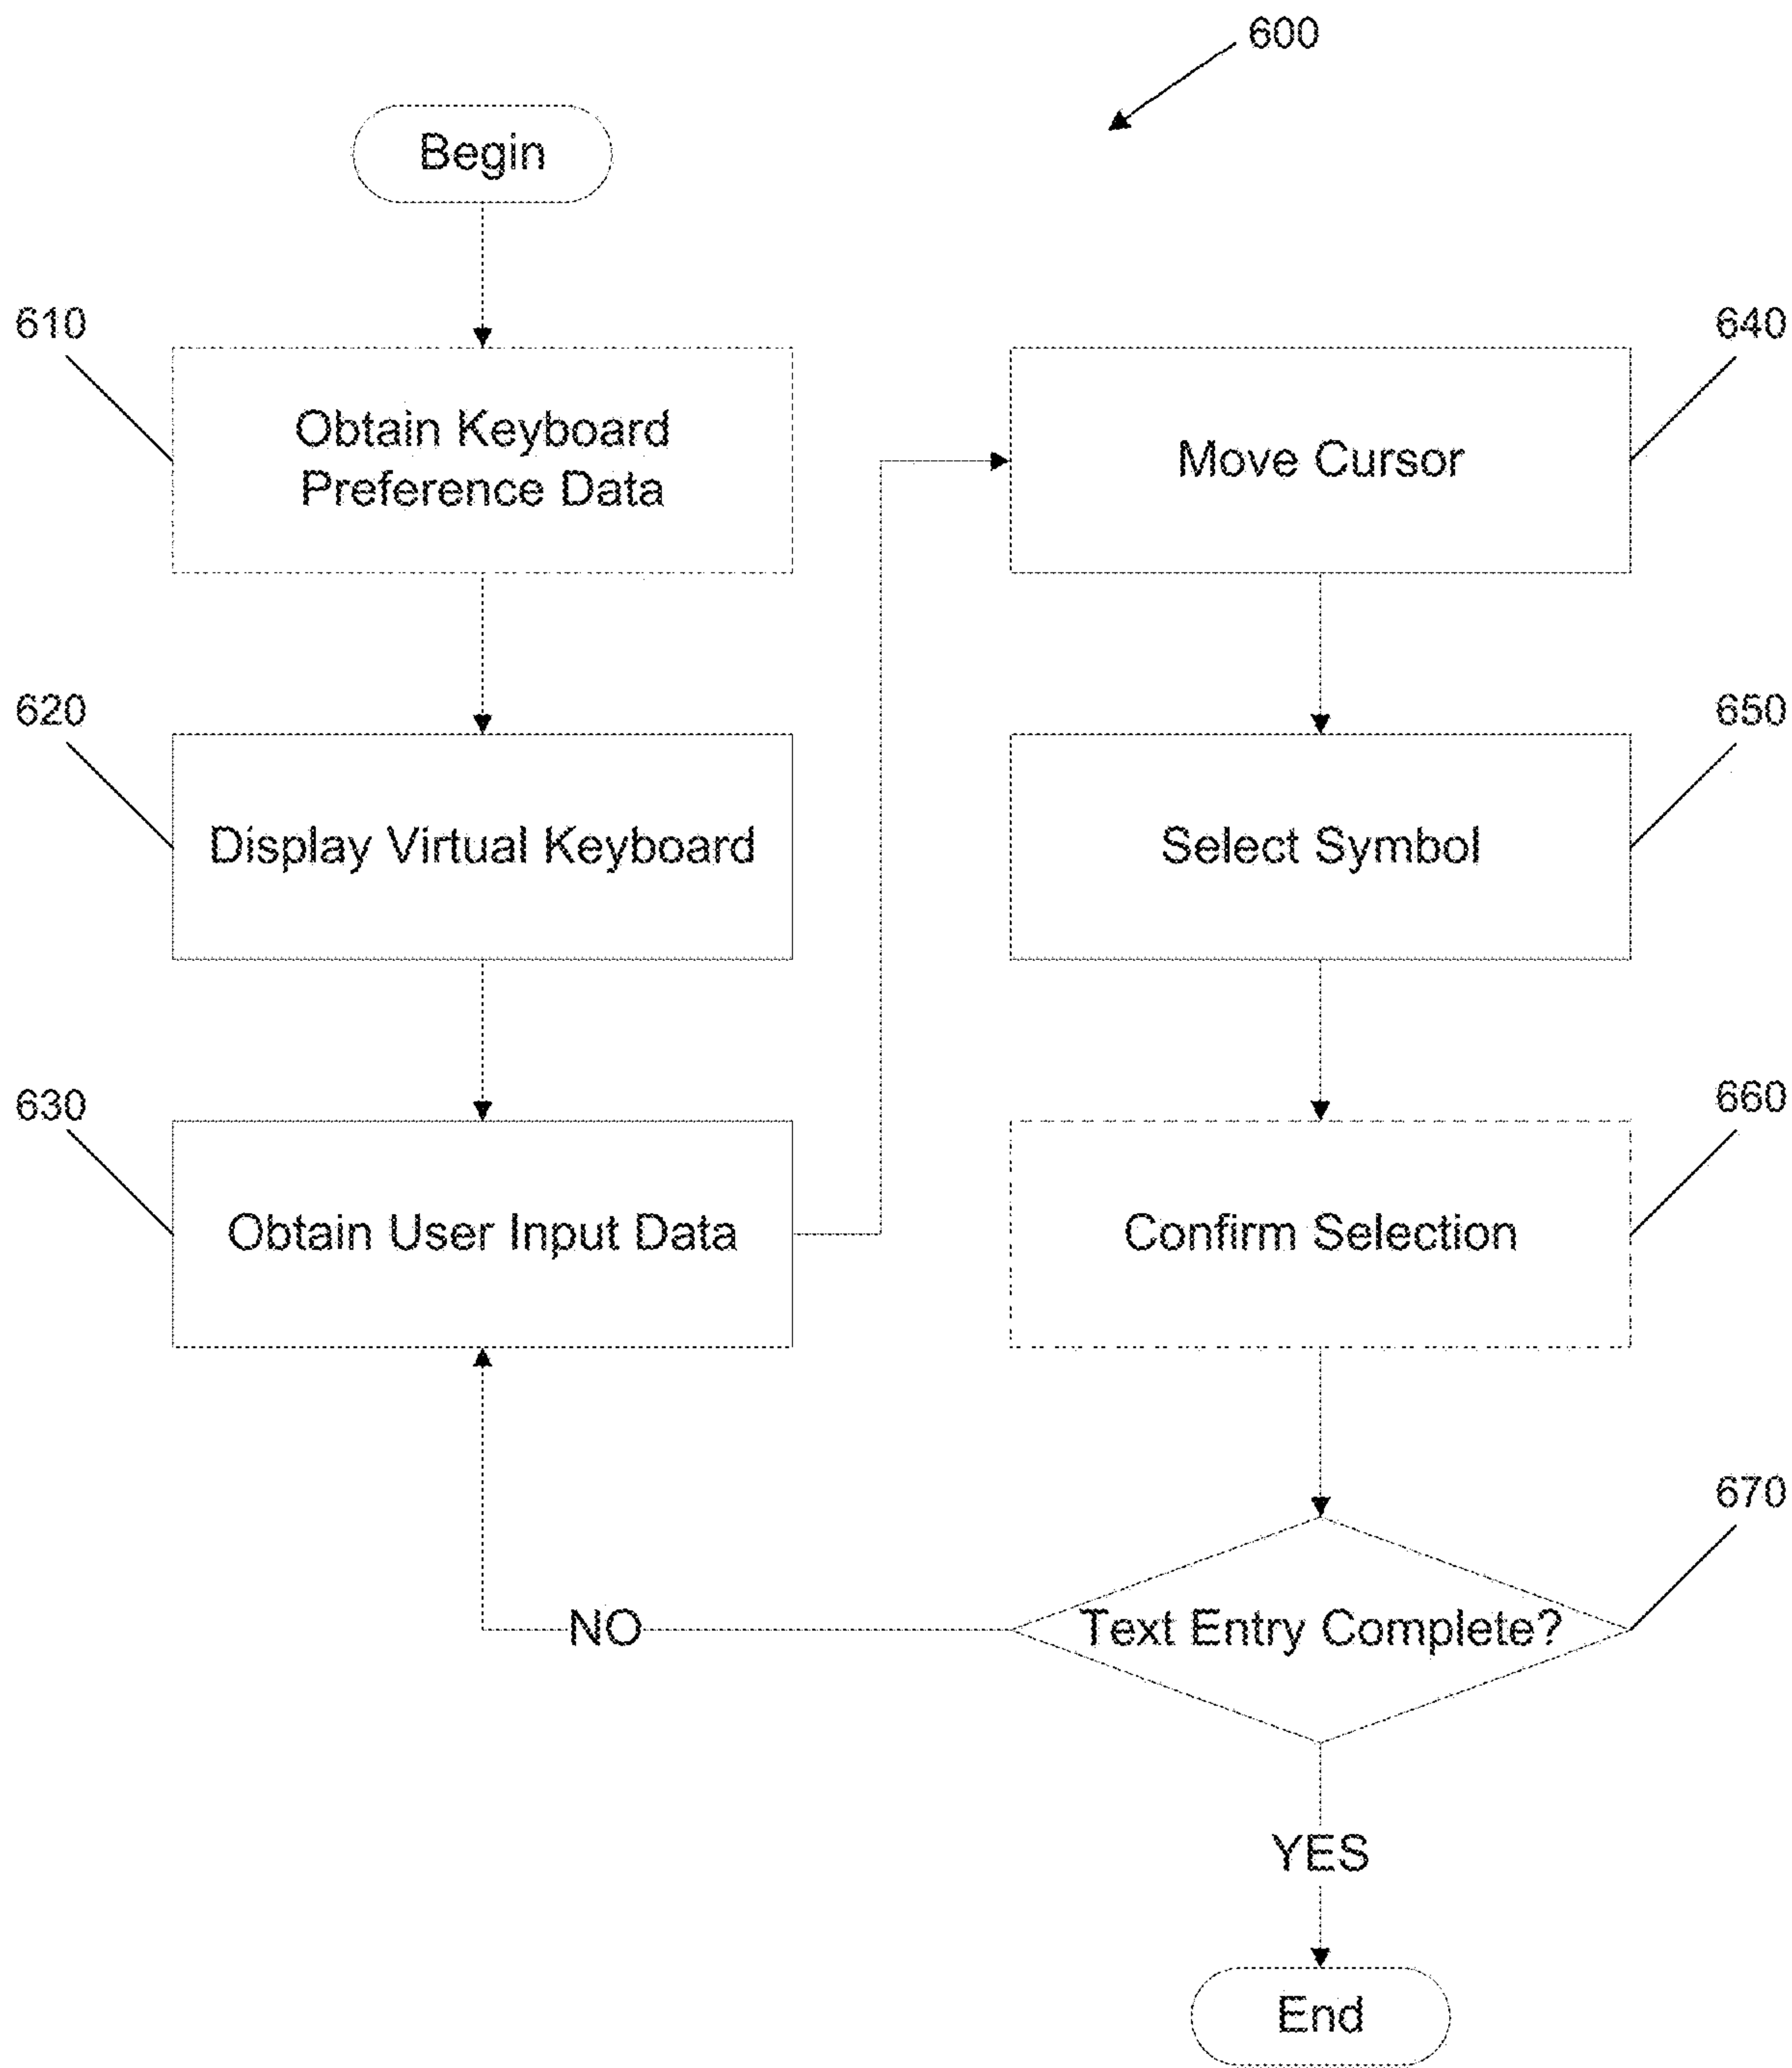 600
Begin
610
Obtain Keyboard
Preference Data
640
Move Cursor
620
Display Virtual Keyboard
650
Select Symbol
630
Obtain User Input Data
660
Confirm Selection
670
Text Entry Complete?
NO
YES
End